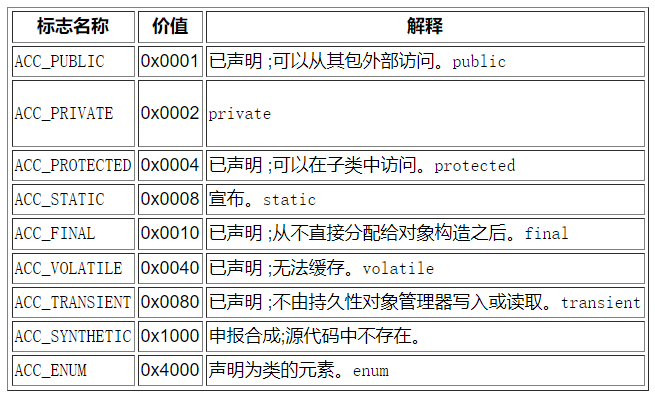 标志名称 价值 解释
ACC_PUBLIC 0x0001 已声明 ;可以从其包外部访问。public
ACC_PRIVATE 0x0002 private
ACC_PROTECTED 0x0004 已声明 ;可以在子类中访问。protected
ACC_STATIC 0x0008 宣布。static
ACC_FINAL 0x0010 已声明 ;从不直接分配给对象构造之后。final
ACC_VOLATILE 0x0040 已声明 ;无法缓存。volatile
ACC_TRANSIENT 0x0080 已声明 ;不由持久性对象管理器写入或读取。transient
ACC_SYNTHETIC 0x1000 申报合成;源代码中不存在。
ACC_ENUM 0x4000 声明为类的元素。enum